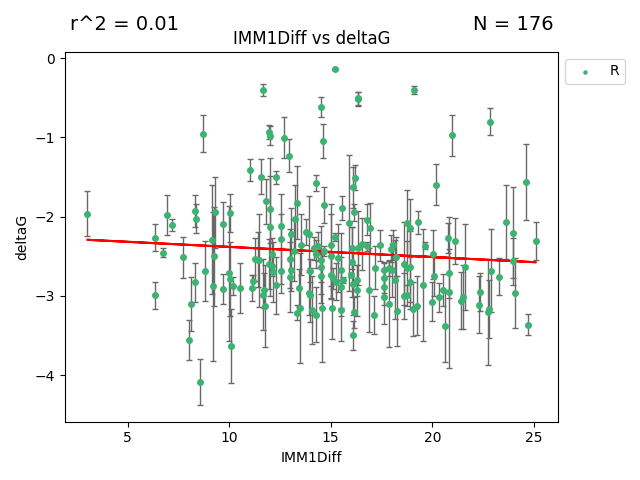 r^2 = 0.01 N = 176
IMM1Diff vs deltaG
R
0
−1
−2
−3
−4
deltaG
5 10 15 20 25
IMM1Diff